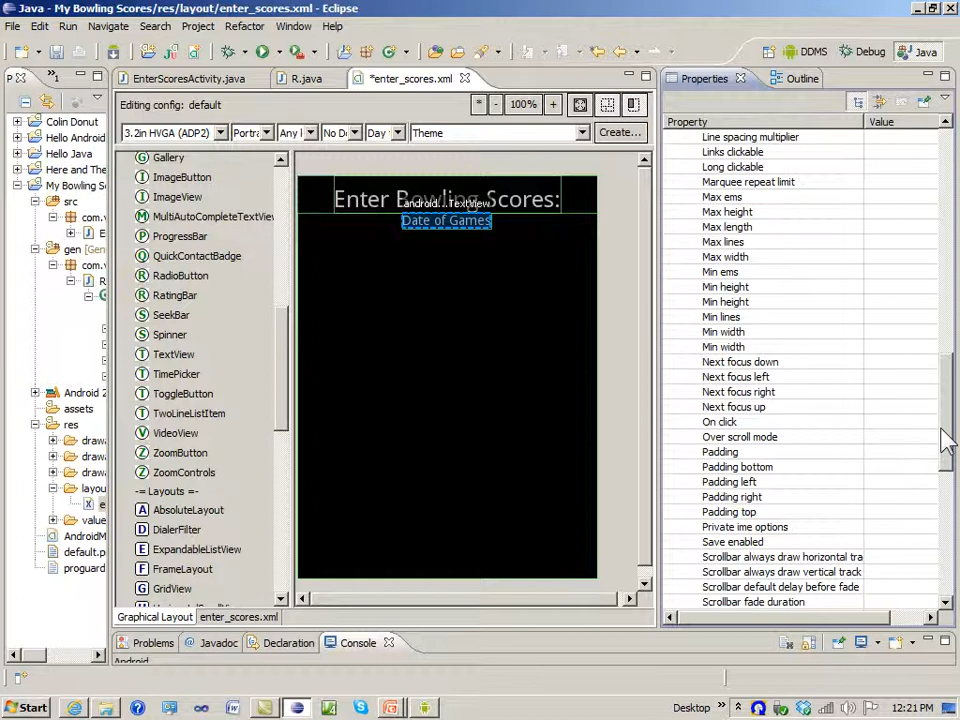 Java - My Bowling Scores/res/layout/enter_scores.xml - Eclipse
File Edit Run Navigate Search Project Refactor Window Help
DDMS Debug Java
P 1
EnterScoresActivity.java R.java *enter_scores.xml
Properties Outline
Editing config: default
* - 100% +
3.2in HVGA (ADP2) Portra Any l No D Day Theme Create...
Colin Donut
Hello Android
Hello Java
Here and The
My Bowling S
src
com.v
E
gen [Gen
com.v
R
Android 2
assets
res
draw
draw
draw
layou
e
value
AndroidM
default.p
proguard
Gallery
ImageButton
ImageView
MultiAutoCompleteTextView
ProgressBar
QuickContactBadge
RadioButton
RatingBar
SeekBar
Spinner
TextView
TimePicker
ToggleButton
TwoLineListItem
VideoView
ZoomButton
ZoomControls
-= Layouts =-
AbsoluteLayout
DialerFilter
ExpandableListView
FrameLayout
GridView
Enter Bowling Scores:
Date of Games
Graphical Layout enter_scores.xml
Property Value
Line spacing multiplier
Links clickable
Long clickable
Marquee repeat limit
Max ems
Max height
Max length
Max lines
Max width
Min ems
Min height
Min height
Min lines
Min width
Min width
Next focus down
Next focus left
Next focus right
Next focus up
On click
Over scroll mode
Padding
Padding bottom
Padding left
Padding right
Padding top
Private ime options
Save enabled
Scrollbar always draw horizontal tra
Scrollbar always draw vertical track
Scrollbar default delay before fade
Scrollbar fade duration
Problems Javadoc Declaration Console
Android
Start Desktop 12:21 PM